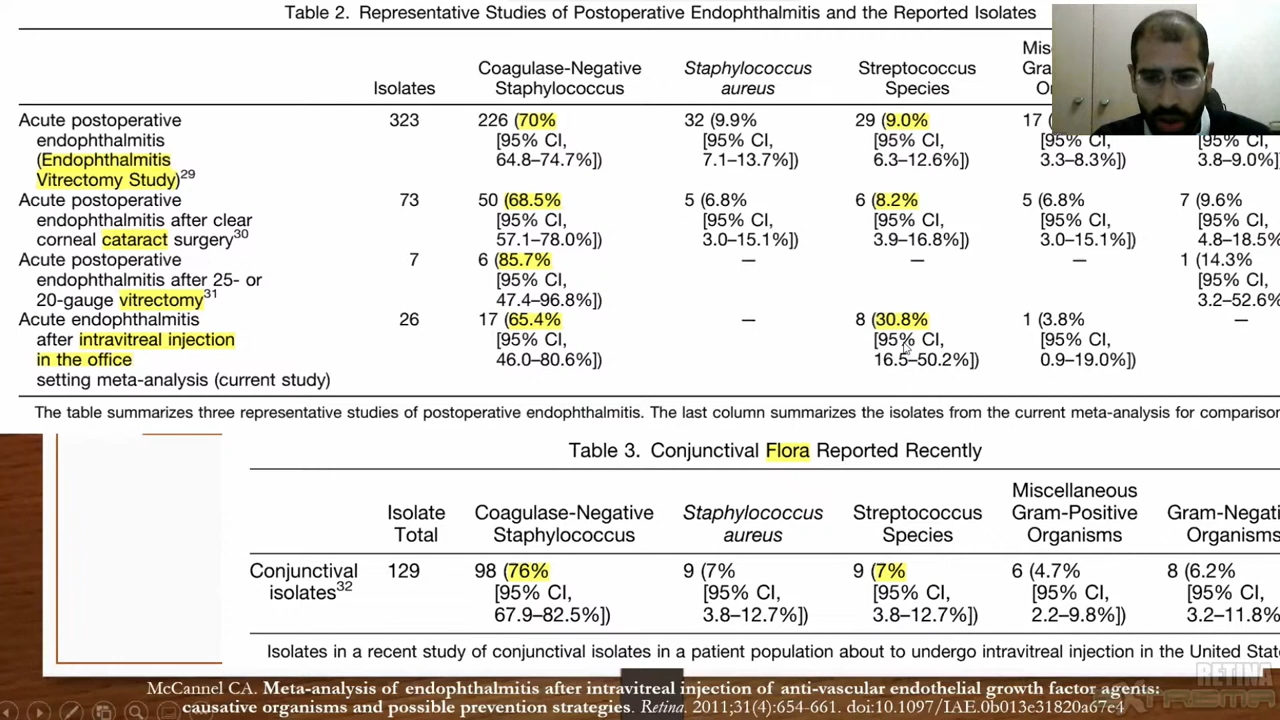 Table 2. Representative Studies of Postoperative Endophthalmitis and the Reported Isolates
Isolates
Coagulase-Negative
Staphylococcus
Staphylococcus
aureus
Streptococcus
Species
Acute postoperative
endophthalmitis
(Endophthalmitis
Vitrectomy Study)29
323
226 (70%
[95% CI,
64.8–74.7%])
32 (9.9%
[95% CI,
7.1–13.7%])
29 (9.0%
[95% CI,
6.3–12.6%])
17 (
[95% CI,
3.3–8.3%])
[95% CI,
3.8–9.0%])
Acute postoperative
endophthalmitis after clear
corneal cataract surgery30
73
50 (68.5%
[95% CI,
57.1–78.0%])
5 (6.8%
[95% CI,
3.0–15.1%])
6 (8.2%
[95% CI,
3.9–16.8%])
5 (6.8%
[95% CI,
3.0–15.1%])
7 (9.6%
[95% CI,
4.8–18.5%
Acute postoperative
endophthalmitis after 25- or
20-gauge vitrectomy31
7
6 (85.7%
[95% CI,
47.4–96.8%])
—
—
—
1 (14.3%
[95% CI,
3.2–52.6%
Acute endophthalmitis
after intravitreal injection
in the office
setting meta-analysis (current study)
26
17 (65.4%
[95% CI,
46.0–80.6%])
—
8 (30.8%
[95% CI,
16.5–50.2%])
1 (3.8%
[95% CI,
0.9–19.0%])
—
The table summarizes three representative studies of postoperative endophthalmitis. The last column summarizes the isolates from the current meta-analysis for comparison
Table 3. Conjunctival Flora Reported Recently
Isolate
Total
Coagulase-Negative
Staphylococcus
Staphylococcus
aureus
Streptococcus
Species
Miscellaneous
Gram-Positive
Organisms
Organisms
Conjunctival
isolates32
129
98 (76%
[95% CI,
67.9–82.5%])
9 (7%
[95% CI,
3.8–12.7%])
9 (7%
[95% CI,
3.8–12.7%])
6 (4.7%
[95% CI,
2.2–9.8%])
8 (6.2%
[95% CI,
3.2–11.8%
Isolates in a recent study of conjunctival isolates in a patient population about to undergo intravitreal injection in the United
RETINA
McCannel CA. Meta-analysis of endophthalmitis after intravitreal injection of anti-vascular endothelial growth factor agents:
causative organisms and possible prevention strategies. Retina. 2011;31(4):654-661. doi:10.1097/IAE.0b013e31820a67e4